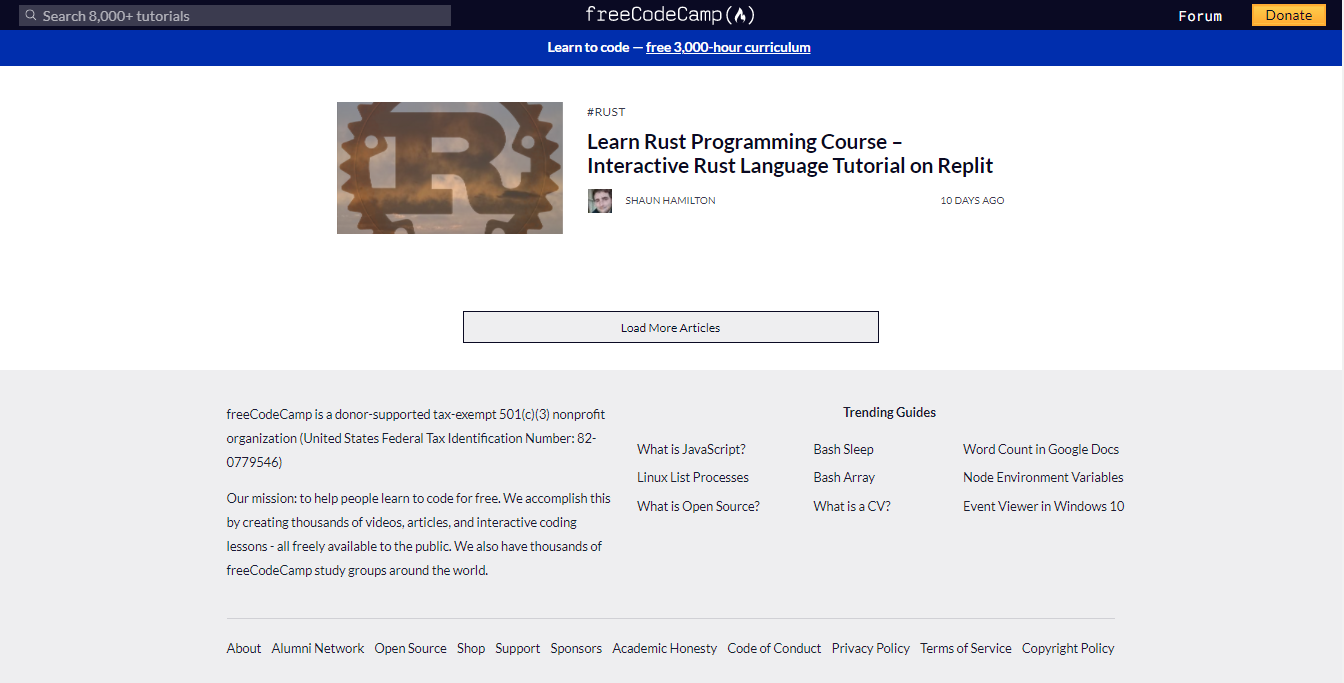 Search 8,000+ tutorials
freeCodeCamp(🔥)
Forum
Donate
Learn to code — free 3,000-hour curriculum
#RUST
Learn Rust Programming Course –
Interactive Rust Language Tutorial on Replit
SHAUN HAMILTON
10 DAYS AGO
R
Load More Articles
freeCodeCamp is a donor-supported tax-exempt 501(c)(3) nonprofit
organization (United States Federal Tax Identification Number: 82-
0779546)
Our mission: to help people learn to code for free. We accomplish this
by creating thousands of videos, articles, and interactive coding
lessons - all freely available to the public. We also have thousands of
freeCodeCamp study groups around the world.
Trending Guides
What is JavaScript?
Linux List Processes
What is Open Source?
Bash Sleep
Bash Array
What is a CV?
Word Count in Google Docs
Node Environment Variables
Event Viewer in Windows 10
About Alumni Network Open Source Shop Support Sponsors Academic Honesty Code of Conduct Privacy Policy Terms of Service Copyright Policy